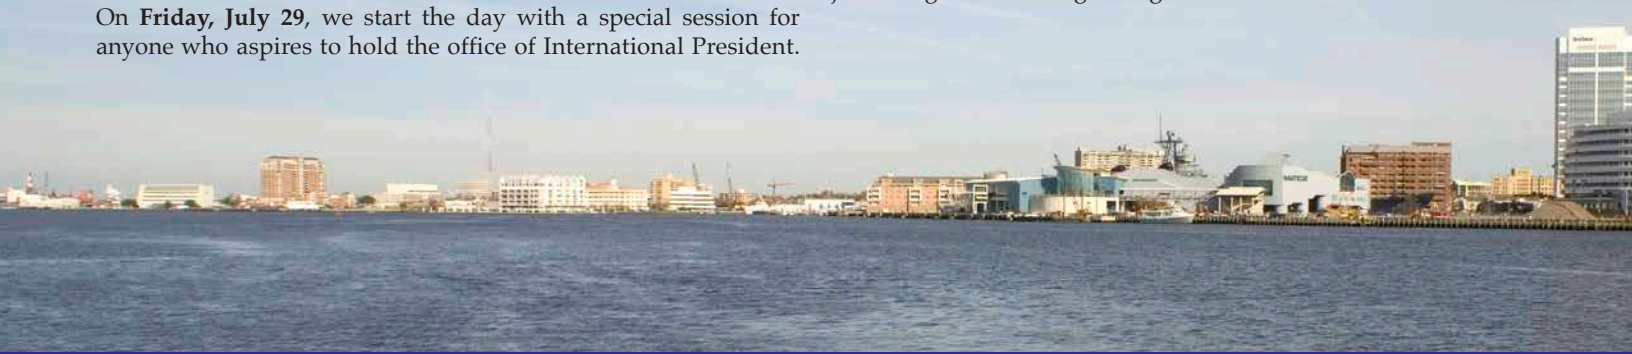 On Friday, July 29, we start the day with a special session for
anyone who aspires to hold the office of International President.
NAUTICUS